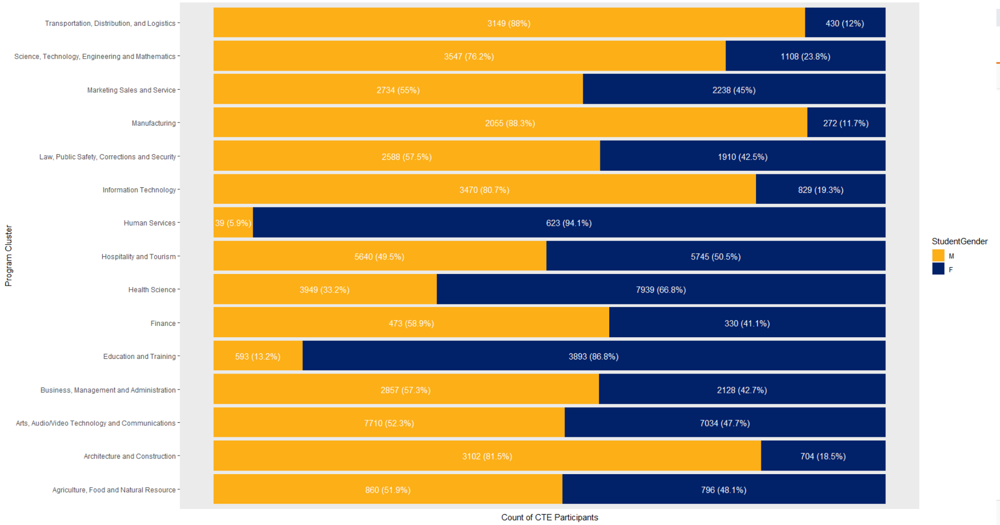 Transportation, Distribution, and Logistics
3149 (88%)
430 (12%)
Science, Technology, Engineering and Mathematics
3547 (76.2%)
1108 (23.8%)
Marketing Sales and Service
2734 (55%)
2238 (45%)
Manufacturing
2055 (88.3%)
272 (11.7%)
Law, Public Safety, Corrections and Security
2588 (57.5%)
1910 (42.5%)
Information Technology
3470 (80.7%)
829 (19.3%)
Human Services
39 (5.9%)
623 (94.1%)
Hospitality and Tourism
5640 (49.5%)
5745 (50.5%)
Health Science
3949 (33.2%)
7939 (66.8%)
Finance
473 (58.9%)
330 (41.1%)
Education and Training
593 (13.2%)
3893 (86.8%)
Business, Management and Administration
2857 (57.3%)
2128 (42.7%)
Arts, Audio/Video Technology and Communications
7710 (52.3%)
7034 (47.7%)
Architecture and Construction
3102 (81.5%)
704 (18.5%)
Agriculture, Food and Natural Resource
860 (51.9%)
796 (48.1%)
Program Cluster
Count of CTE Participants
StudentGender
M
F